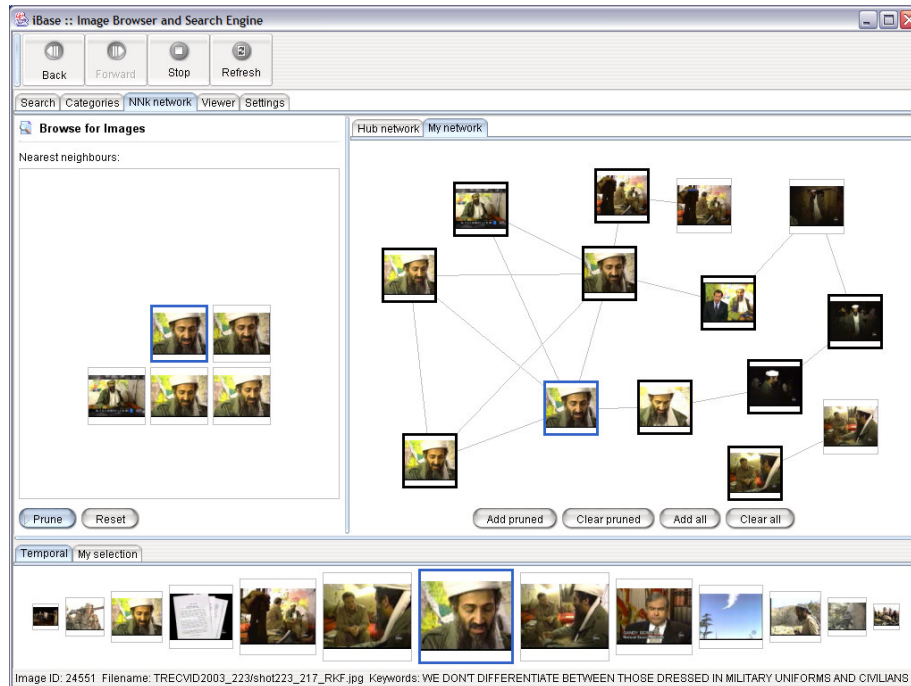 iBase :: Image Browser and Search Engine
Back Forward Stop Refresh
Search Categories NNk network Viewer Settings
Browse for Images
Nearest neighbours:
Prune Reset
Hub network My network
Add pruned Clear pruned Add all Clear all
Temporal My selection
Image ID: 24551 Filename: TRECVID2003_223/shot223_217_RKF.jpg Keywords: WE DON'T DIFFERENTIATE BETWEEN THOSE DRESSED IN MILITARY UNIFORMS AND CIVILIANS